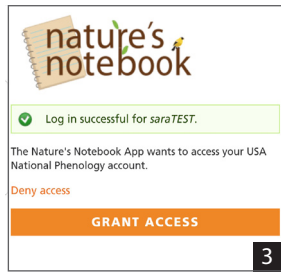 nature's
notebook
Log in successful for saraTEST.
The Nature's Notebook App wants to access your USA
National Phenology account.
Deny access
GRANT ACCESS
3